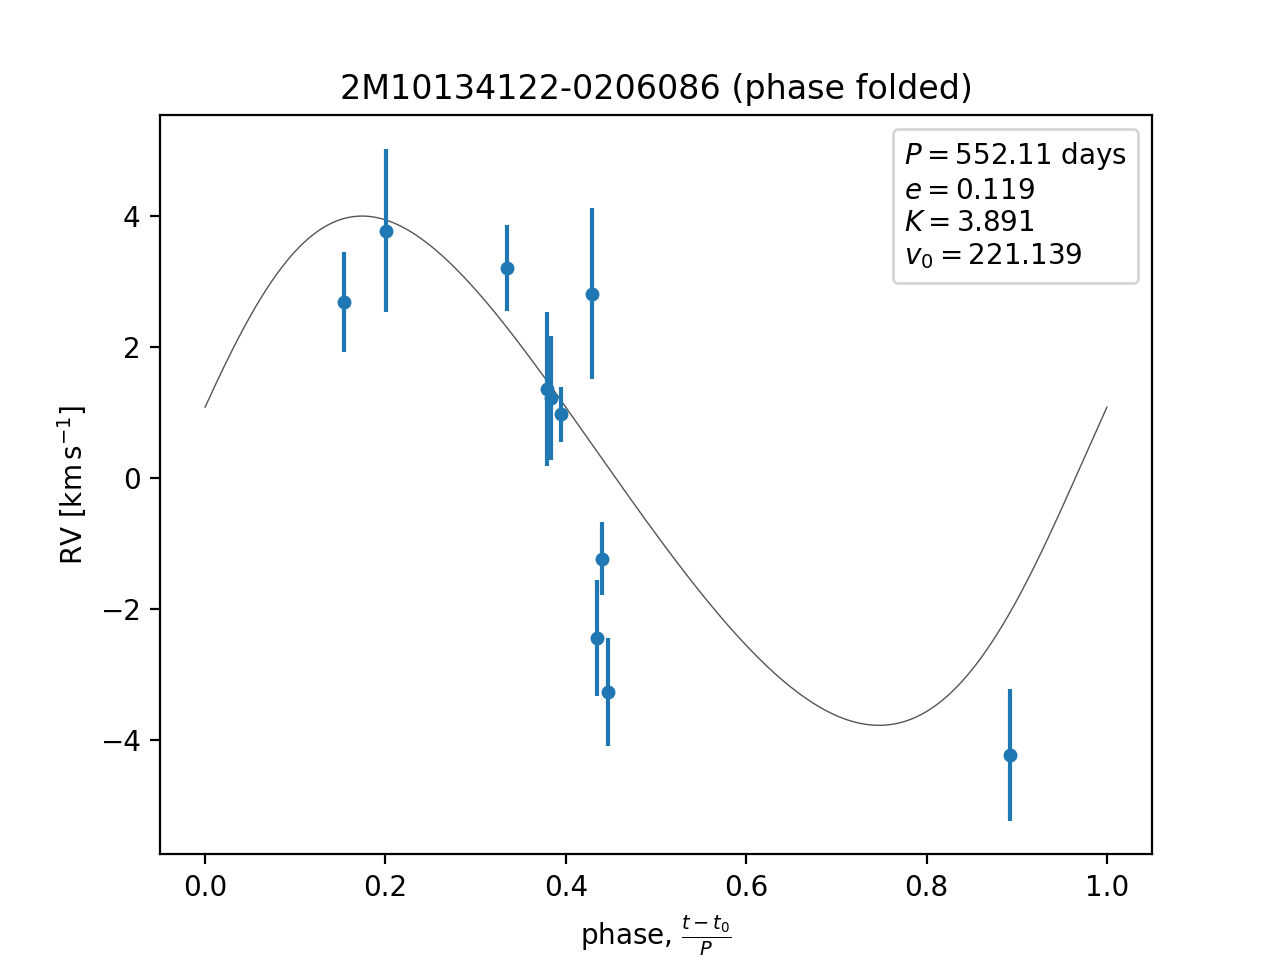 2M10134122-0206086 (phase folded)
P = 552.11 days
e = 0.119
K = 3.891
v₀ = 221.139
RV [km s⁻¹]
4
2
0
−2
−4
0.0 0.2 0.4 0.6 0.8 1.0
phase, (t − t₀)/P